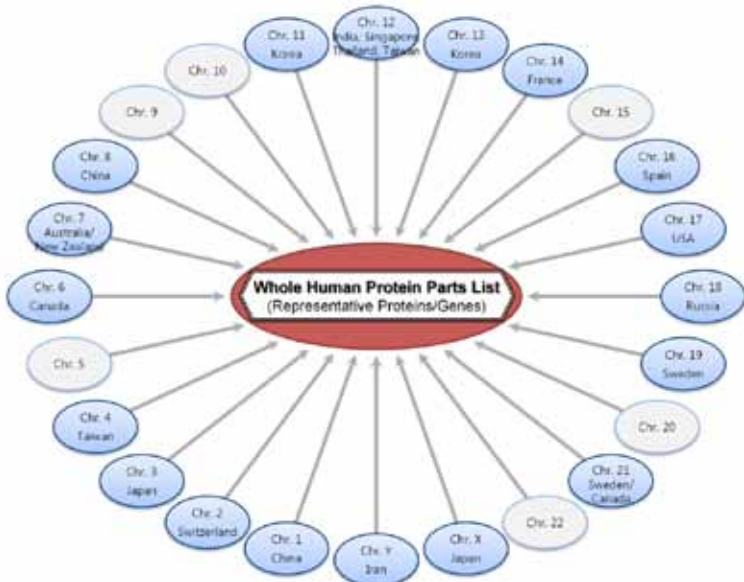 Chr. 12
India, Singapore,
Thailand, Taiwan
Chr. 13
Korea
Chr. 14
France
Chr. 15
Chr. 16
Spain
Chr. 17
USA
Chr. 18
Russia
Chr. 19
Sweden
Chr. 20
Chr. 21
Sweden/
Canada
Chr. 22
Chr. X
Japan
Chr. Y
Iran
Chr. 1
China
Chr. 2
Switzerland
Chr. 3
Japan
Chr. 4
Taiwan
Chr. 5
Chr. 6
Canada
Chr. 7
Australia/
New Zealand
Chr. 8
China
Chr. 9
Chr. 10
Chr. 11
Korea
Whole Human Protein Parts List
(Representative Proteins/Genes)